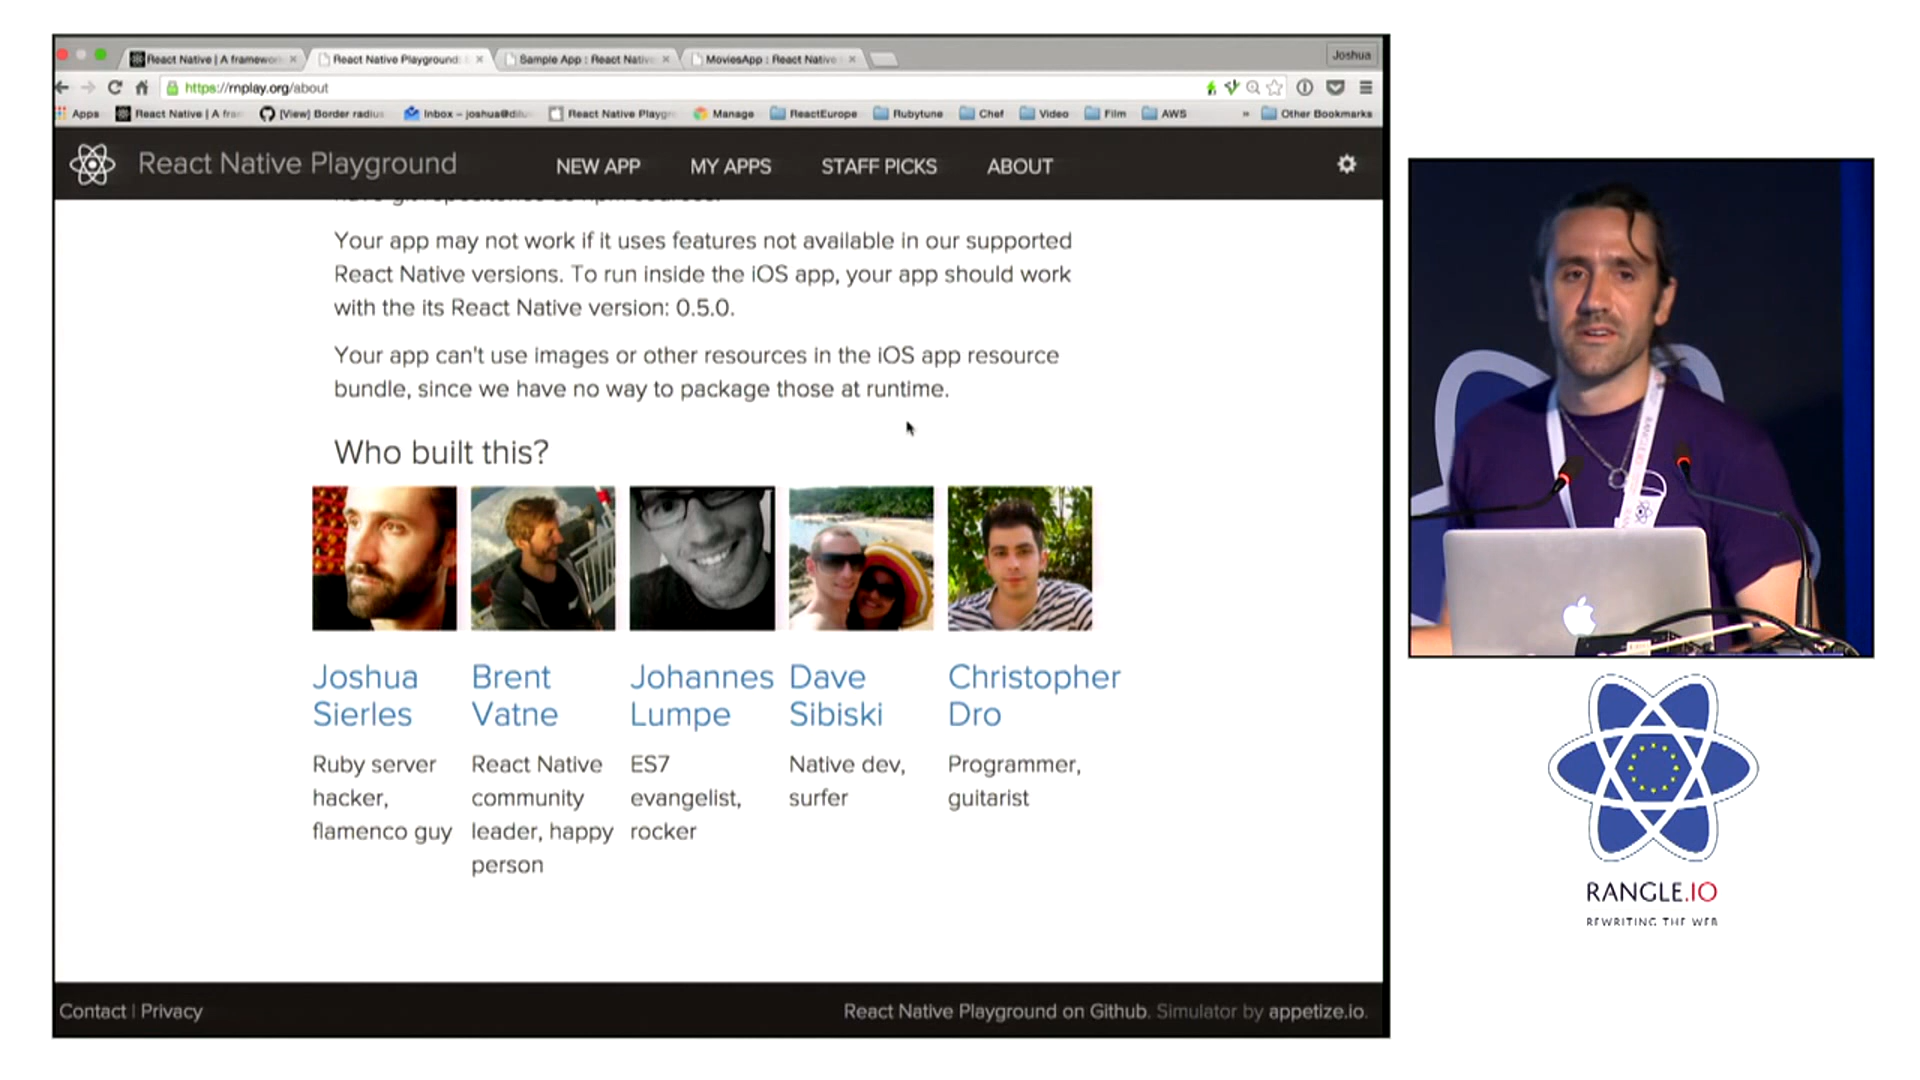 React Native | A framewor
React Native Playground:
Sample App : React Nativ
MoviesApp : React Native
Joshua
https://rnplay.org/about
Apps
React Native | A fra
[View] Border radius
Inbox – joshua@dilu
React Native Playgr
Manage
ReactEurope
Rubytune
Chef
Video
Film
AWS
»
Other Bookmarks
React Native Playground
NEW APP
MY APPS
STAFF PICKS
ABOUT
Your app may not work if it uses features not available in our supported
React Native versions. To run inside the iOS app, your app should work
with the its React Native version: 0.5.0.
Your app can't use images or other resources in the iOS app resource
bundle, since we have no way to package those at runtime.
Who built this?
Joshua
Sierles
Ruby server
hacker,
flamenco guy
Brent
Vatne
React Native
community
leader, happy
person
Johannes
Lumpe
ES7
evangelist,
rocker
Dave
Sibiski
Native dev,
surfer
Christopher
Dro
Programmer,
guitarist
Contact | Privacy
React Native Playground on Github. Simulator by appetize.io.
RANGLE.IO
REWRITING THE WEB